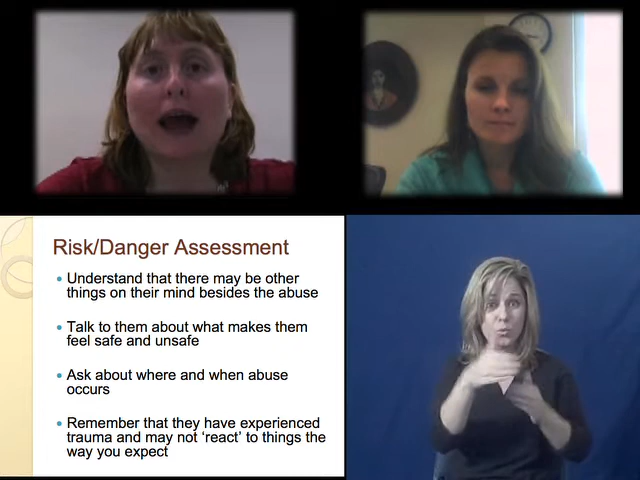 Risk/Danger Assessment
• Understand that there may be other
things on their mind besides the abuse
• Talk to them about what makes them
feel safe and unsafe
• Ask about where and when abuse
occurs
• Remember that they have experienced
trauma and may not ‘react’ to things the
way you expect